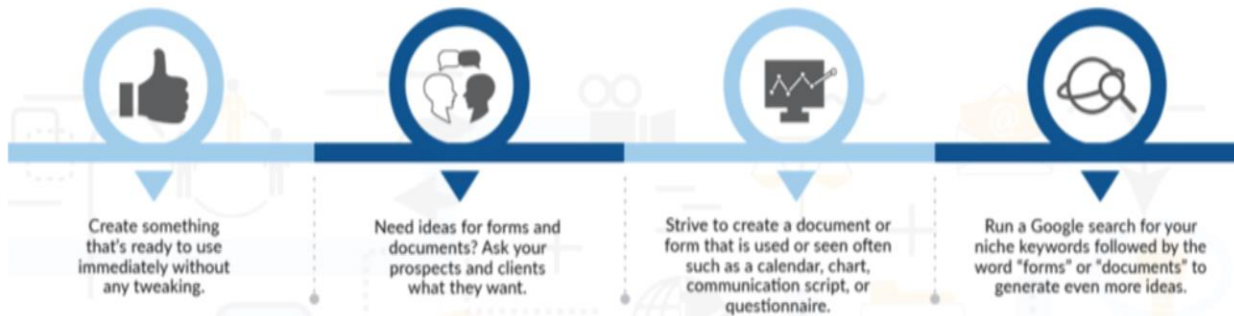 Create something
that's ready to use
immediately without
any tweaking.
Need ideas for forms and
documents? Ask your
prospects and clients
what they want.
Strive to create a document or
form that is used or seen often
such as a calendar, chart,
communication script, or
questionnaire.
Run a Google search for your
niche keywords followed by the
word "forms" or "documents" to
generate even more ideas.